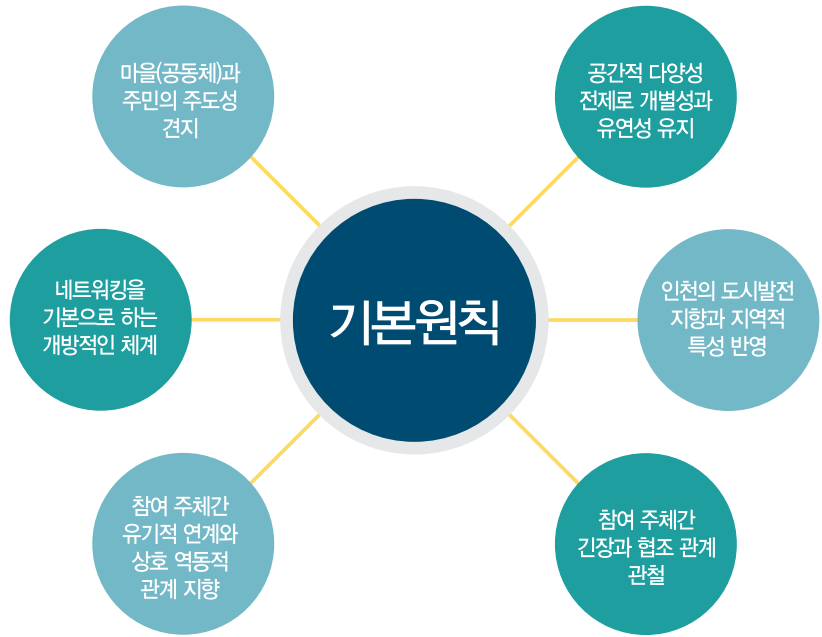 마을(공동체)과
주민의 주도성
견지
공간적 다양성
전제로 개별성과
유연성 유지
네트워킹을
기본으로 하는
개방적인 체계
기본원칙
인천의 도시발전
지향과 지역적
특성 반영
참여 주체간
유기적 연계와
상호 역동적
관계 지향
참여 주체간
긴장과 협조 관계
관철